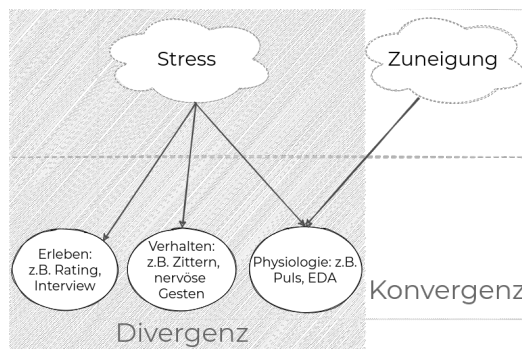 Stress
Zuneigung
Erleben:
z.B. Rating,
Interview
Verhalten:
z.B. Zittern,
nervöse
Gesten
Physiologie: z.B.
Puls, EDA
Konvergenz
Divergenz